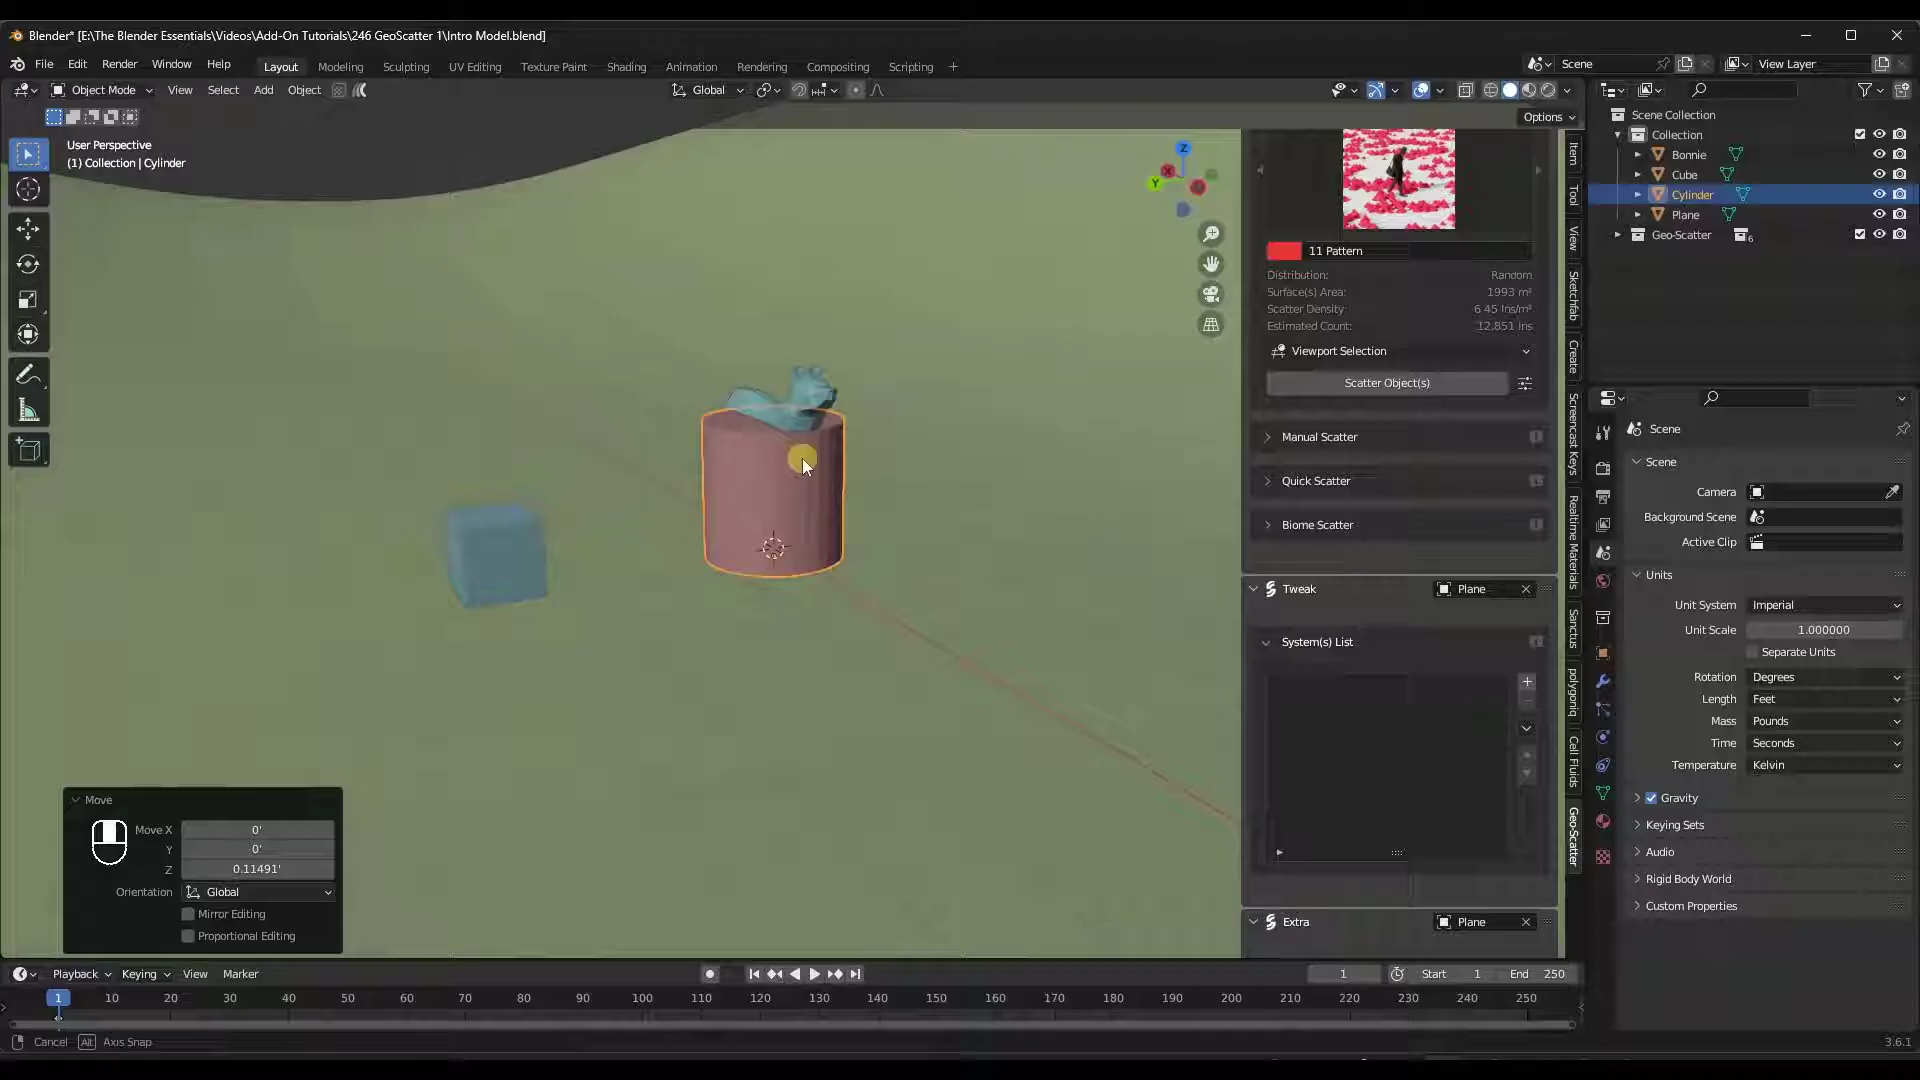 Blender* [E:\The Blender Essentials\Videos\Add-On Tutorials\246 GeoScatter 1\Intro Model.blend]
File Edit Render Window Help Layout Modeling Sculpting UV Editing Texture Paint Shading Animation Rendering Compositing Scripting + Scene View Layer
Object Mode View Select Add Object Global
Options
User Perspective
(1) Collection | Cylinder
Z
X
Y
Scene Collection
Collection
Bonnie
Cube
Cylinder
Plane
Geo-Scatter 6
Item
Tool
View
Sketchfab
Create
Screencast Keys
Realtime Materials
Sanctus
polygoniq
Cell Fluids
Geo-Scatter
11 Pattern
Distribution: Random
Surface(s) Area: 1993 m²
Scatter Density: 6.45 Ins/m²
Estimated Count: 12,851 Ins
Viewport Selection
Scatter Object(s)
Manual Scatter
Quick Scatter
Biome Scatter
Tweak Plane
System(s) List
Extra Plane
Scene
Scene
Camera
Background Scene
Active Clip
Units
Unit System Imperial
Unit Scale 1.000000
Separate Units
Rotation Degrees
Length Feet
Mass Pounds
Time Seconds
Temperature Kelvin
Gravity
Keying Sets
Audio
Rigid Body World
Custom Properties
Move
Move X 0'
Y 0'
Z 0.11491'
Orientation Global
Mirror Editing
Proportional Editing
Playback Keying View Marker 1 Start 1 End 250
1 10 20 30 40 50 60 70 80 90 100 110 120 130 140 150 160 170 180 190 200 210 220 230 240 250
Cancel Alt Axis Snap 3.6.1